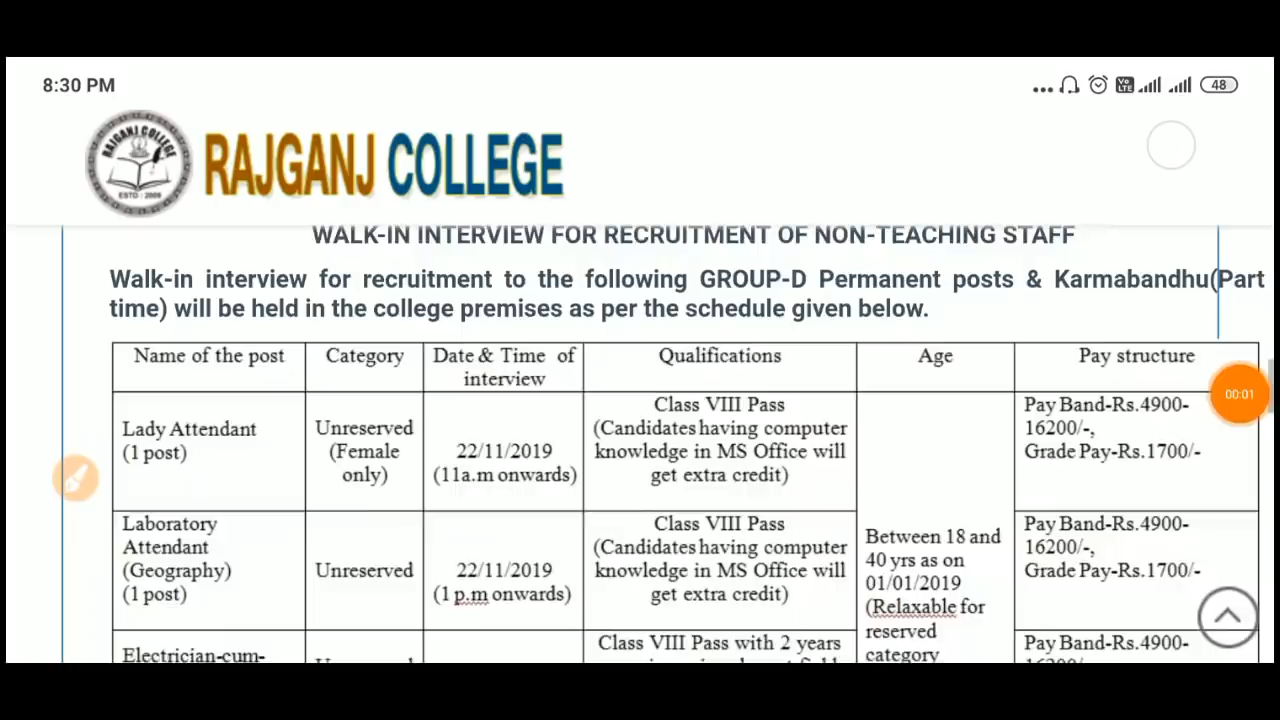 8:30 PM
Vo LTE
48
RAJGANJ COLLEGE
ESTD : 2009
RAJGANJ COLLEGE
WALK-IN INTERVIEW FOR RECRUITMENT OF NON-TEACHING STAFF
Walk-in interview for recruitment to the following GROUP-D Permanent posts & Karmabandhu(Part
time) will be held in the college premises as per the schedule given below.
Name of the post
Category
Date & Time of
interview
Qualifications
Age
Pay structure
Lady Attendant
(1 post)
Unreserved
(Female
only)
22/11/2019
(11a.m onwards)
Class VIII Pass
(Candidates having computer
knowledge in MS Office will
get extra credit)
Pay Band-Rs.4900-
16200/-,
Grade Pay-Rs.1700/-
00:01
Laboratory
Attendant
(Geography)
(1 post)
Unreserved
22/11/2019
(1 p.m onwards)
Class VIII Pass
(Candidates having computer
knowledge in MS Office will
get extra credit)
Between 18 and
40 yrs as on
01/01/2019
(Relaxable for
reserved
category
Pay Band-Rs.4900-
16200/-,
Grade Pay-Rs.1700/-
Electrician-cum-
Class VIII Pass with 2 years
Pay Band-Rs.4900-